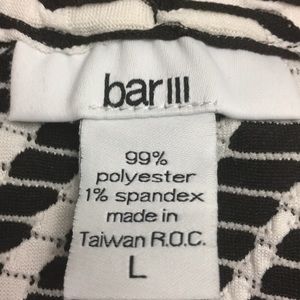 bar III
99%
polyester
1% spandex
made in
Taiwan R.O.C.
L